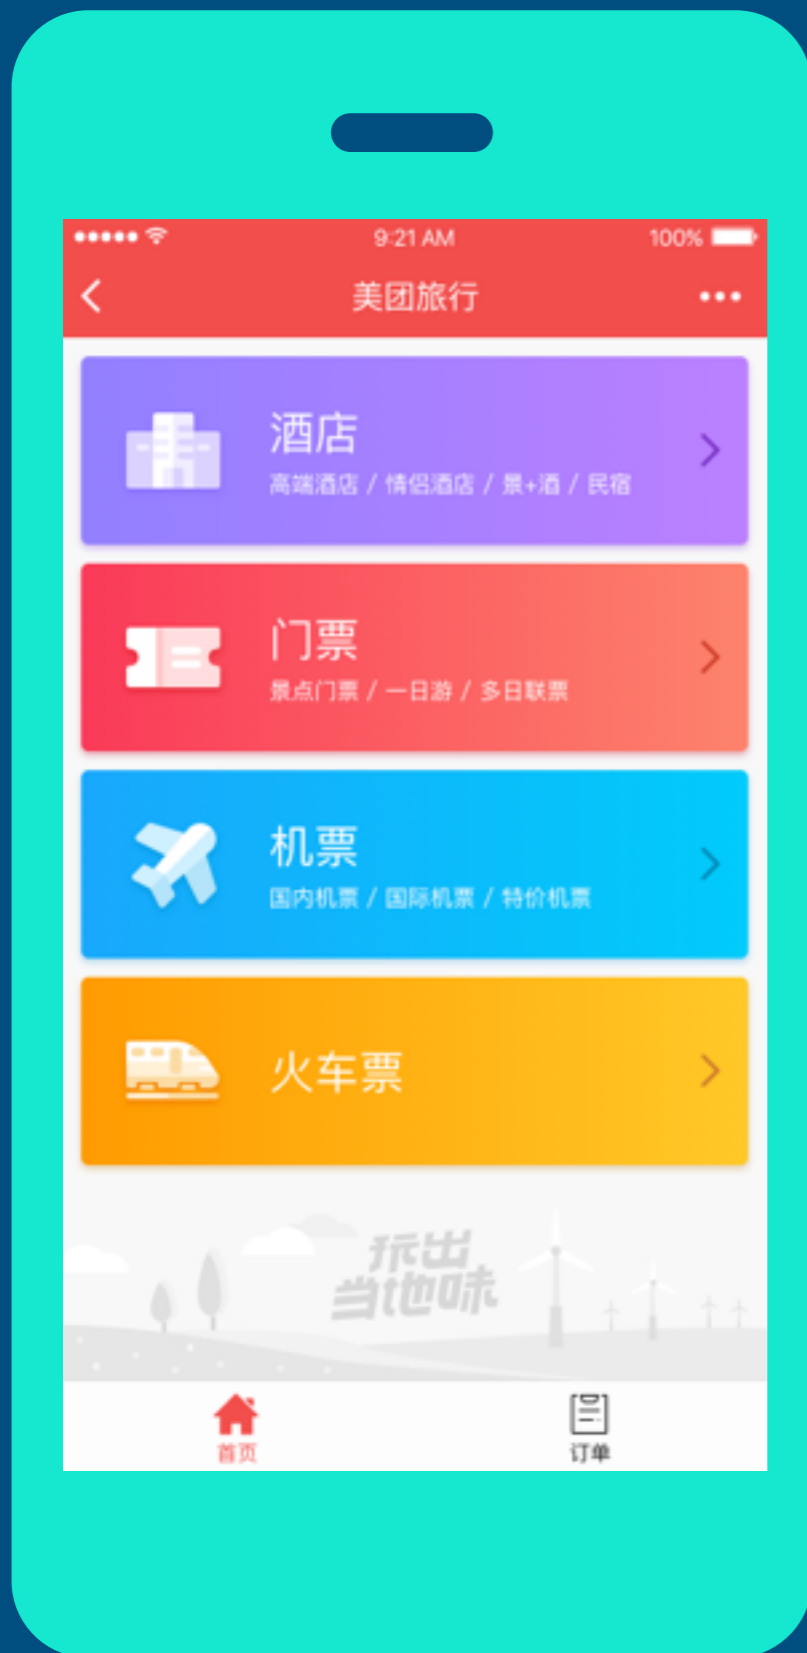 9:21 AM
100%
美团旅行
酒店
高端酒店 / 情侣酒店 / 景+酒 / 民宿
门票
景点门票 / 一日游 / 多日联票
机票
国内机票 / 国际机票 / 特价机票
火车票
玩出
当地味
首页
订单